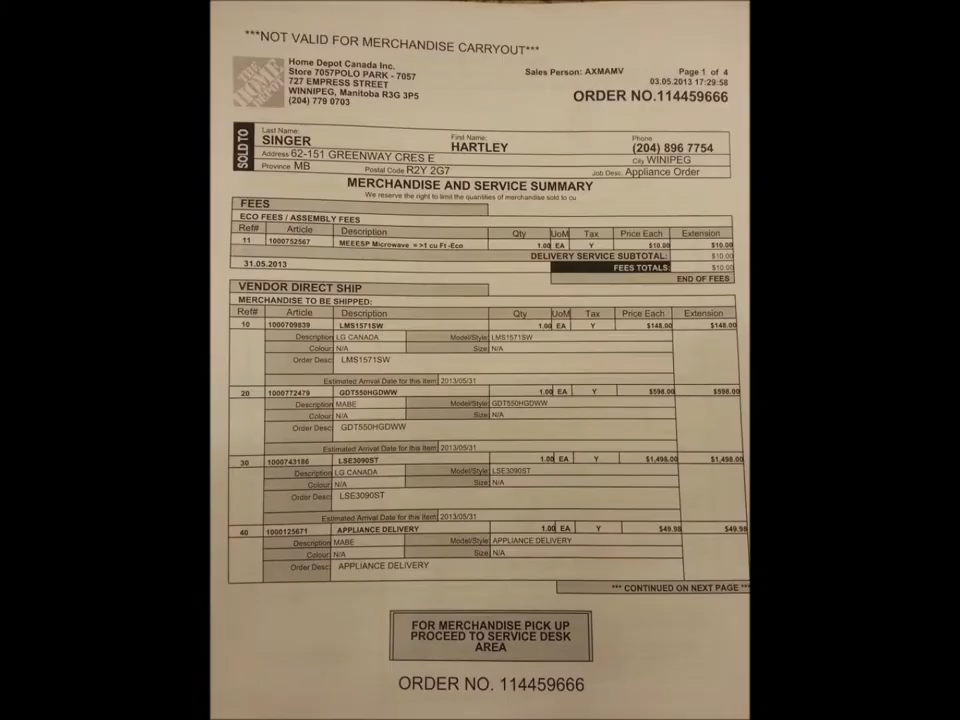 ***NOT VALID FOR MERCHANDISE CARRYOUT***
THE HOME DEPOT
Home Depot Canada Inc.
Store 7057POLO PARK - 7057
727 EMPRESS STREET
WINNIPEG, Manitoba R3G 3P5
(204) 779 0703
Sales Person: AXMAMV
Page 1 of 4
03.05.2013 17:29:58
ORDER NO.114459666
SOLD TO
Last Name: SINGER First Name: HARTLEY Phone (204) 896 7754
Address 62-151 GREENWAY CRES E City WINIPEG
Province MB Postal Code R2Y 2G7 Job Desc: Appliance Order
MERCHANDISE AND SERVICE SUMMARY
We reserve the right to limit the quantities of merchandise sold to cu
FEES
ECO FEES / ASSEMBLY FEES
Ref# Article Description Qty UoM Tax Price Each Extension
11 1000752567 MEEESP Microwave =>1 cu Ft -Eco 1.00 EA Y $10.00 $10.00
DELIVERY SERVICE SUBTOTAL: $10.00
31.05.2013 FEES TOTALS: $10.00
END OF FEES
VENDOR DIRECT SHIP
MERCHANDISE TO BE SHIPPED:
Ref# Article Description Qty UoM Tax Price Each Extension
10 1000709839 LMS1571SW 1.00 EA Y $148.00 $148.00
Description LG CANADA Model/Style: LMS1571SW
Colour: N/A Size: N/A
Order Desc: LMS1571SW
Estimated Arrival Date for this item: 2013/05/31
20 1000772479 GDT550HGDWW 1.00 EA Y $598.00 $598.00
Description MABE Model/Style: GDT550HGDWW
Colour: N/A Size: N/A
Order Desc: GDT550HGDWW
Estimated Arrival Date for this item: 2013/05/31
30 1000743186 LSE3090ST 1.00 EA Y $1,498.00 $1,498.00
Description LG CANADA Model/Style: LSE3090ST
Colour: N/A Size: N/A
Order Desc: LSE3090ST
Estimated Arrival Date for this item: 2013/05/31
40 1000125671 APPLIANCE DELIVERY 1.00 EA Y $49.98 $49.98
Description: MABE Model/Style: APPLIANCE DELIVERY
Colour: N/A Size: N/A
Order Desc: APPLIANCE DELIVERY
*** CONTINUED ON NEXT PAGE ***
FOR MERCHANDISE PICK UP
PROCEED TO SERVICE DESK
AREA
ORDER NO. 114459666